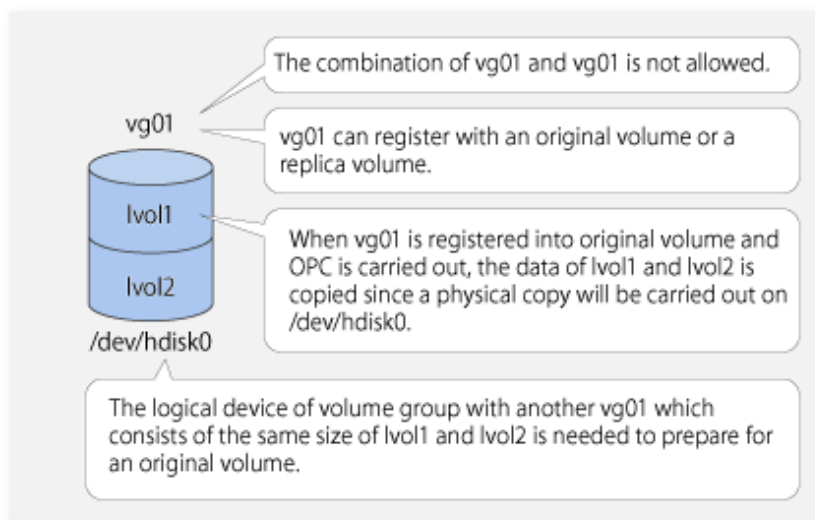 The combination of vg01 and vg01 is not allowed.
vg01
vg01 can register with an original volume or a
replica volume.
lvol1
When vg01 is registered into original volume and
OPC is carried out, the data of lvol1 and lvol2 is
copied since a physical copy will be carried out on
/dev/hdisk0.
lvol2
/dev/hdisk0
The logical device of volume group with another vg01 which
consists of the same size of lvol1 and lvol2 is needed to prepare for
an original volume.